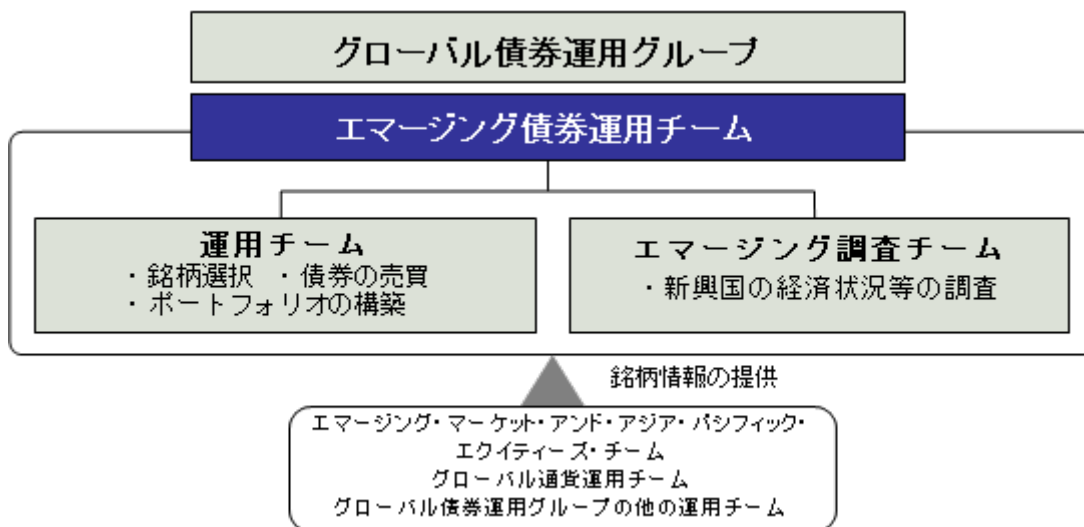 グローバル債券運用グループ
エマージング債券運用チーム
運用チーム
・銘柄選択 ・債券の売買
・ポートフォリオの構築
エマージング調査チーム
・新興国の経済状況等の調査
銘柄情報の提供
エマージング・マーケット・アンド・アジア・パシフィック・
エクイティーズ・チーム
グローバル通貨運用チーム
グローバル債券運用グループの他の運用チーム